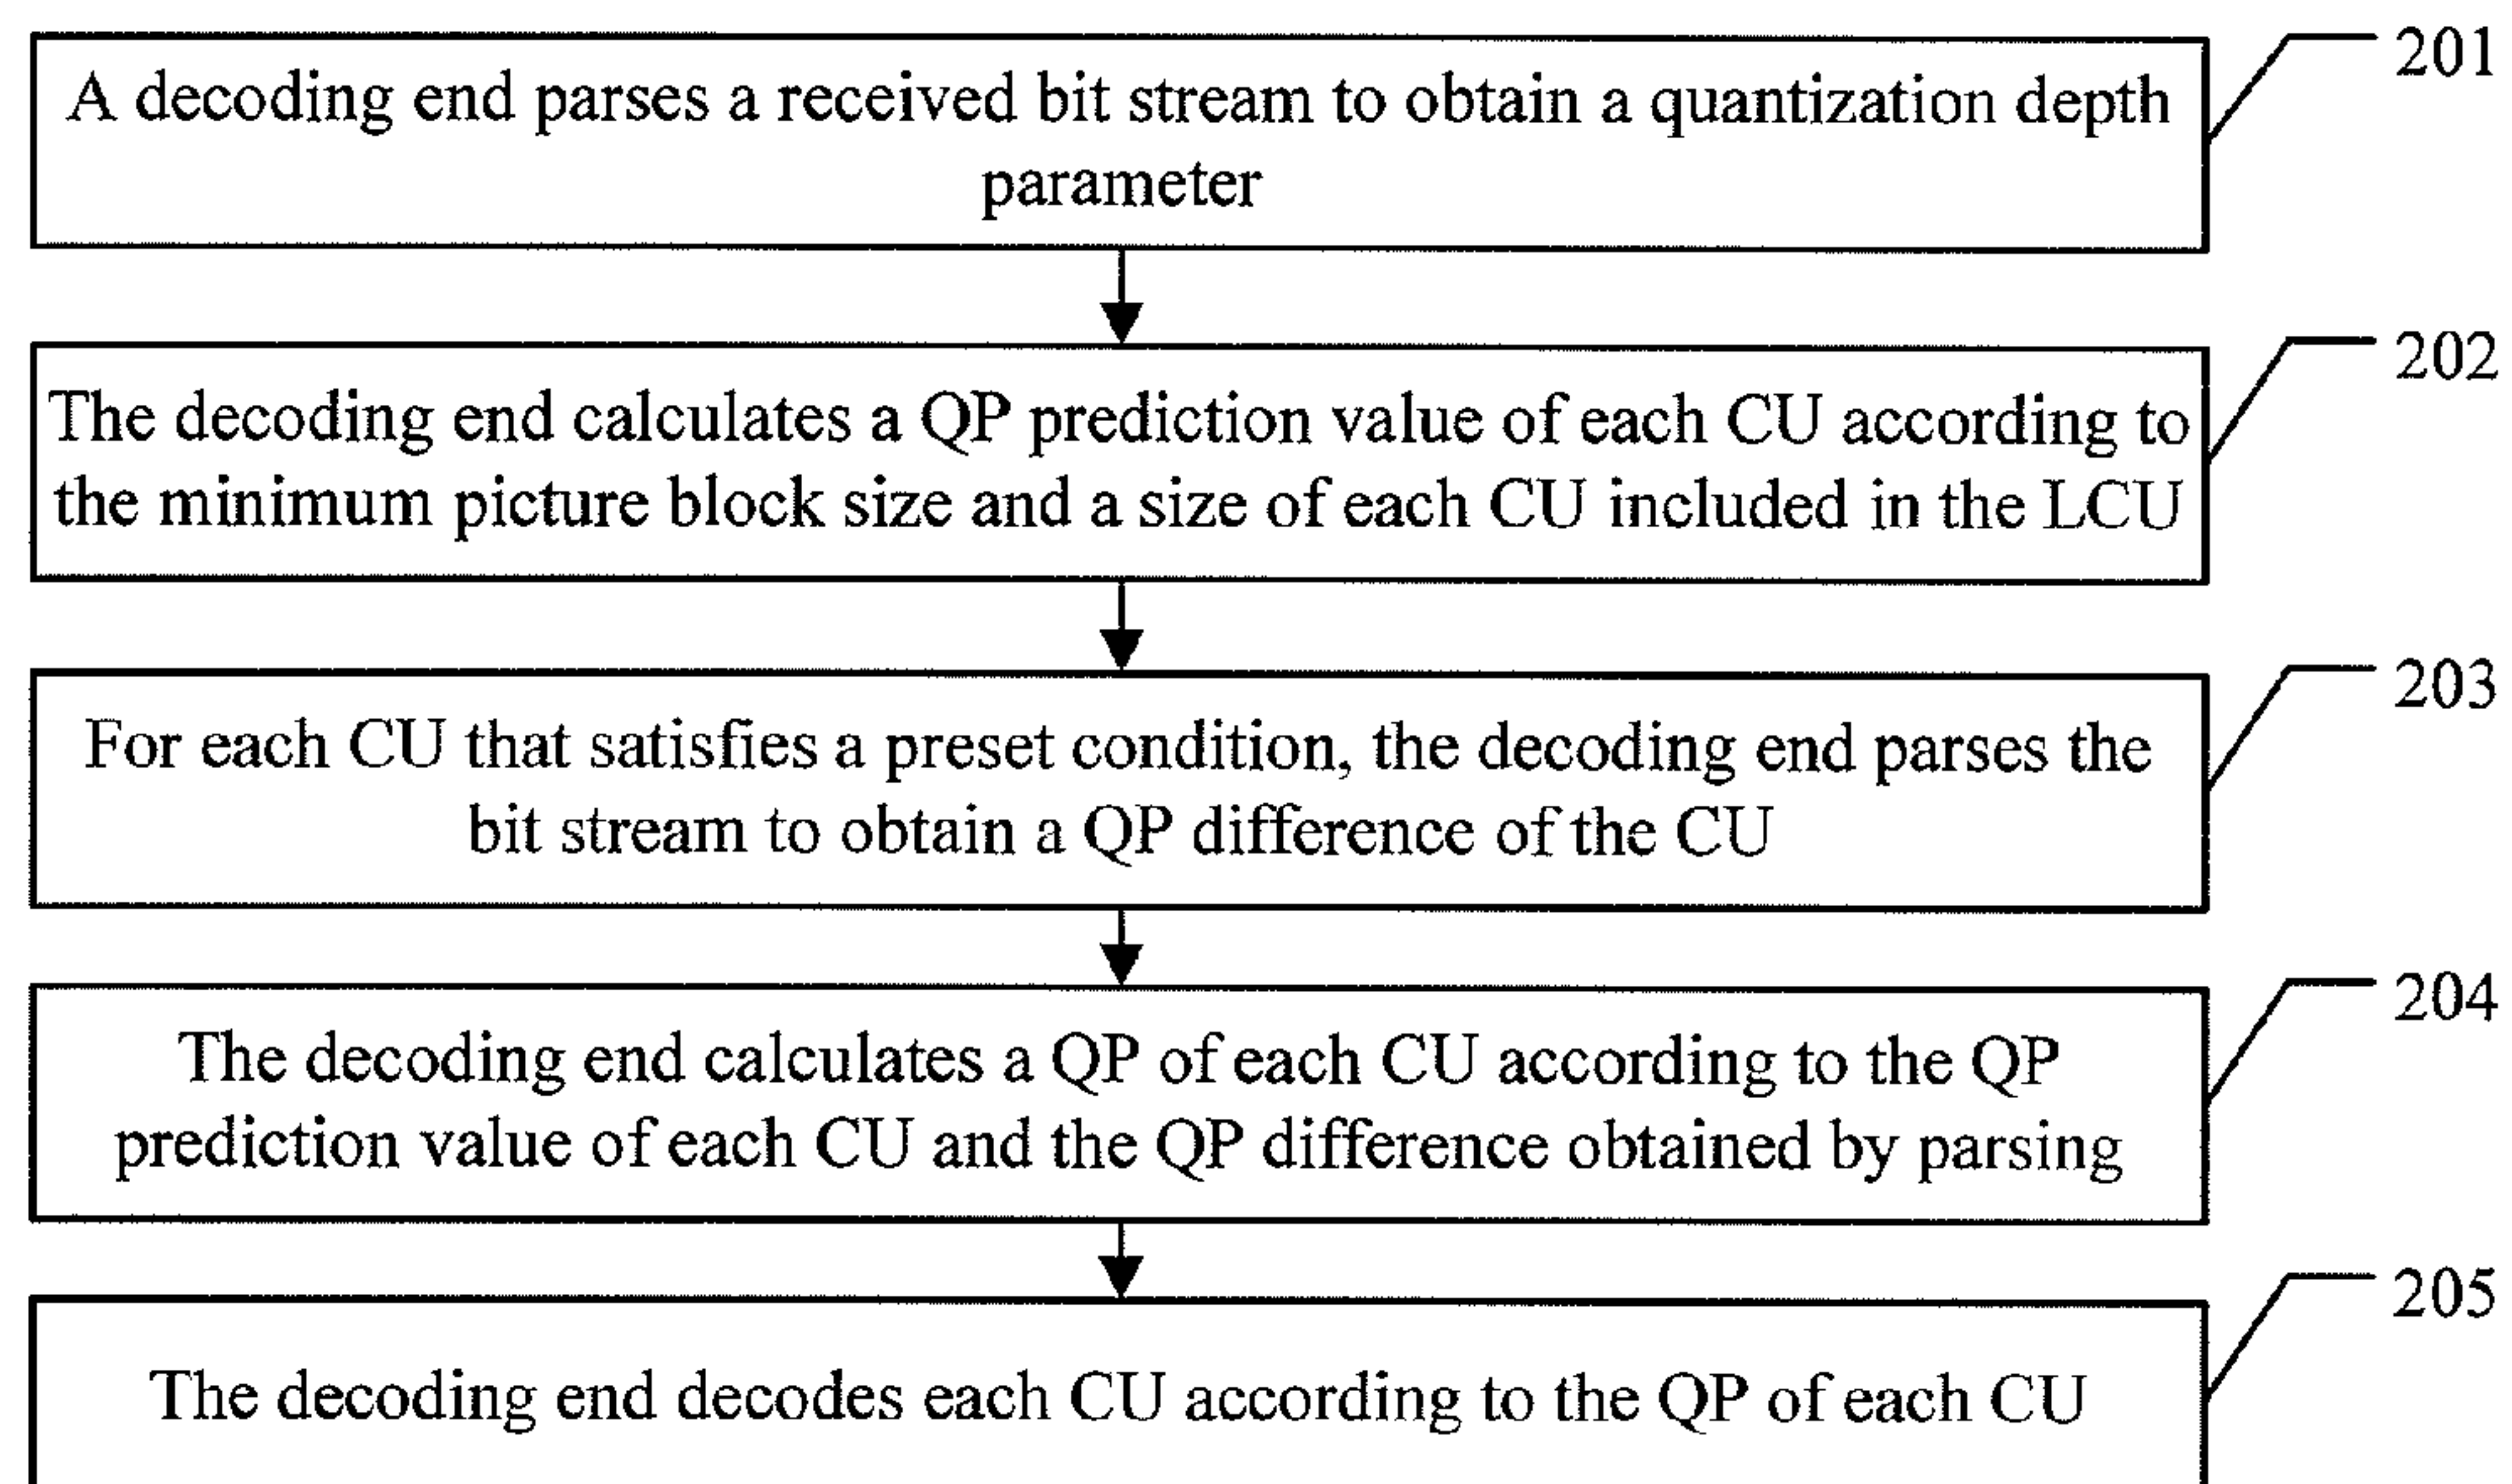 A decoding end parses a received bit stream to obtain a quantization depth
parameter
201
The decoding end calculates a QP prediction value of each CU according to
the minimum picture block size and a size of each CU included in the LCU
202
For each CU that satisfies a preset condition, the decoding end parses the
bit stream to obtain a QP difference of the CU
203
The decoding end calculates a QP of each CU according to the QP
prediction value of each CU and the QP difference obtained by parsing
204
The decoding end decodes each CU according to the QP of each CU
205